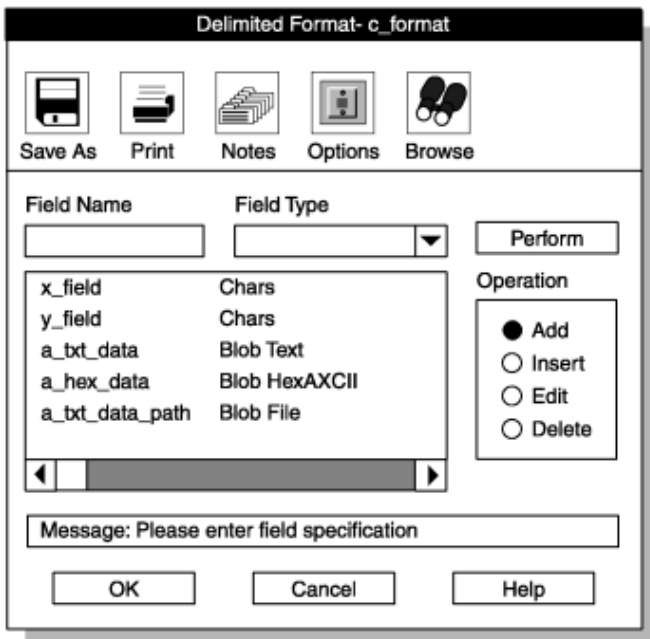 Delimited Format- c_format
Save As Print Notes Options Browse
Field Name Field Type
Perform
Operation
x_field Chars
y_field Chars
a_txt_data Blob Text
a_hex_data Blob HexAXCII
a_txt_data_path Blob File
Add
Insert
Edit
Delete
Message: Please enter field specification
OK Cancel Help